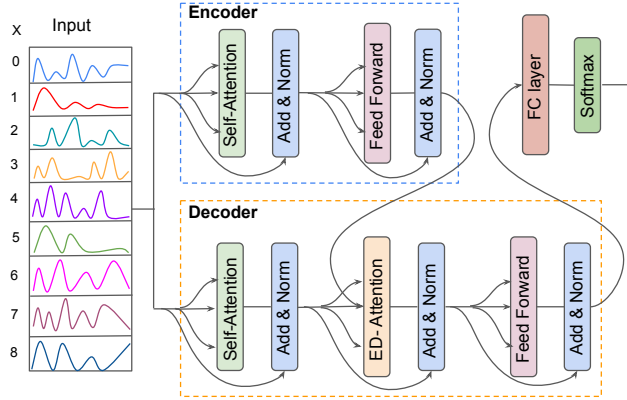 X
Input
0
1
2
3
4
5
6
7
8
Encoder
Self-Attention
Add & Norm
Feed Forward
Add & Norm
FC layer
Softmax
Decoder
Self-Attention
Add & Norm
ED- Attention
Add & Norm
Feed Forward
Add & Norm